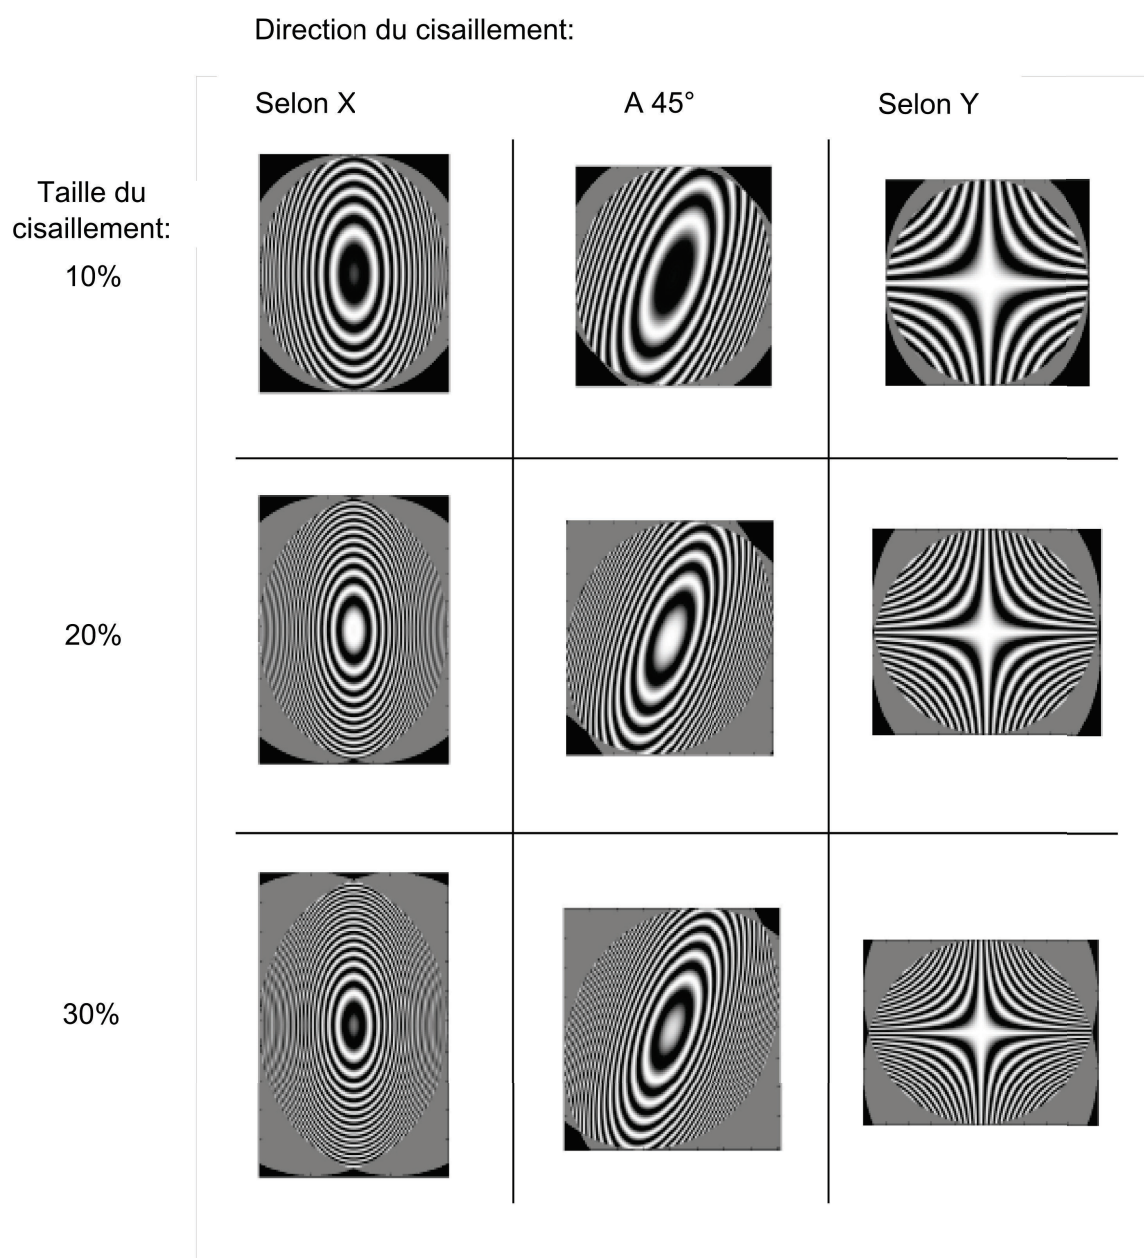 Direction du cisaillement:
Selon X
A 45°
Selon Y
Taille du
cisaillement:
10%
20%
30%